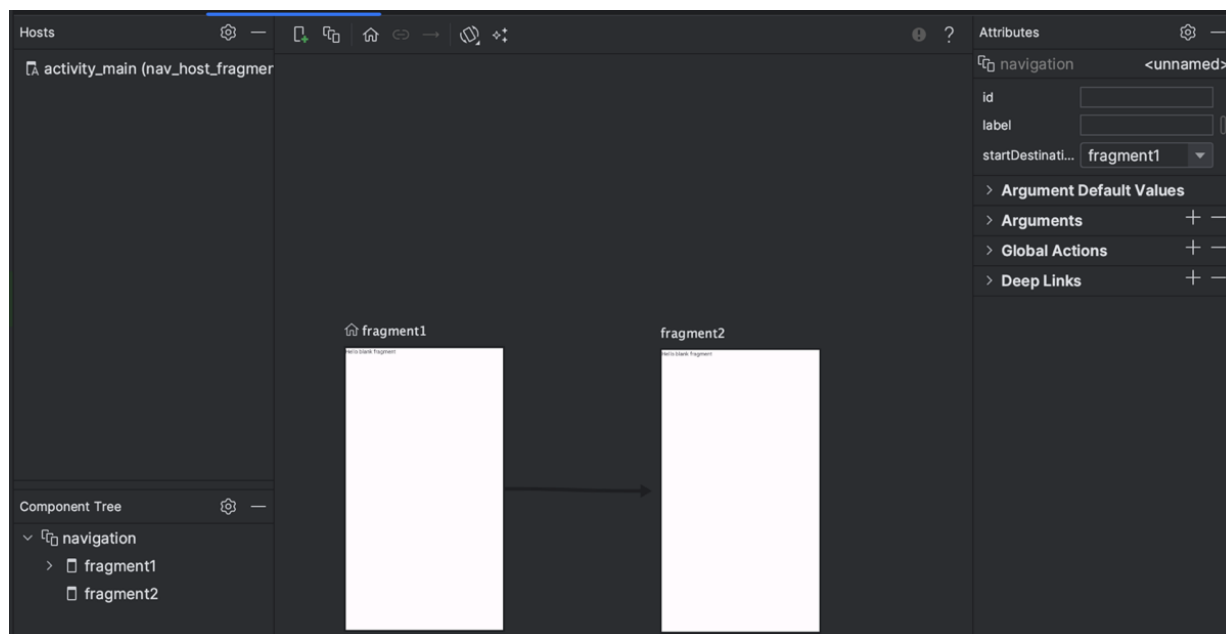 Hosts
activity_main (nav_host_fragmer
?
Attributes
navigation <unnamed>
id
label
startDestinati... fragment1
Argument Default Values
Arguments
Global Actions
Deep Links
fragment1
Hello blank fragment
fragment2
Hello blank fragment
Component Tree
navigation
fragment1
fragment2